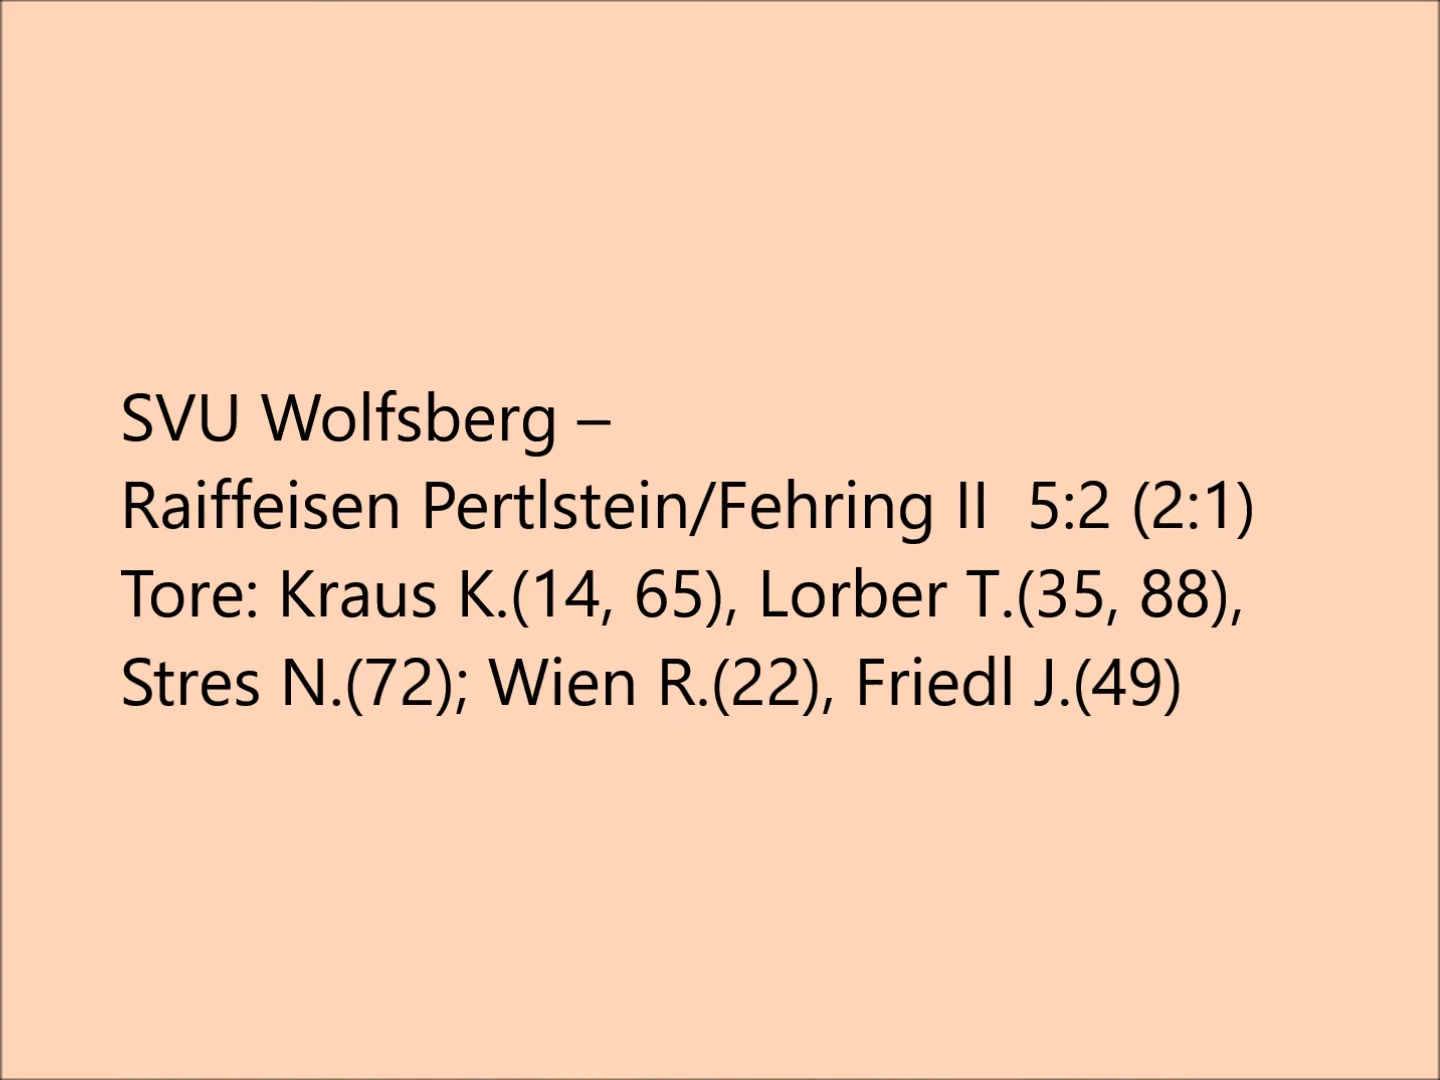 SVU Wolfsberg –
Raiffeisen Pertlstein/Fehring II  5:2 (2:1)
Tore: Kraus K.(14, 65), Lorber T.(35, 88),
Stres N.(72); Wien R.(22), Friedl J.(49)